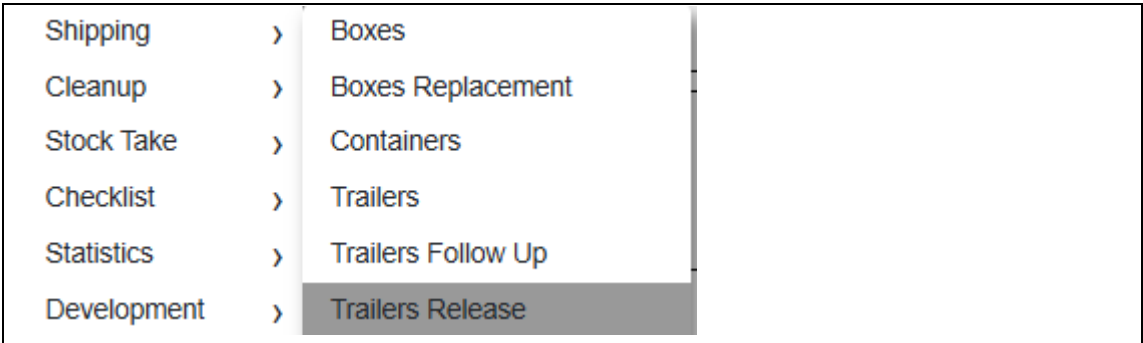 Shipping › Boxes
Cleanup › Boxes Replacement
Stock Take › Containers
Checklist › Trailers
Statistics › Trailers Follow Up
Development › Trailers Release